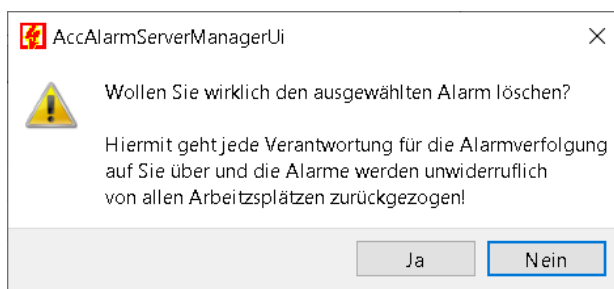 AccAlarmServerManagerUi
Wollen Sie wirklich den ausgewählten Alarm löschen?
Hiermit geht jede Verantwortung für die Alarmverfolgung
auf Sie über und die Alarme werden unwiderruflich
von allen Arbeitzsplätzen zurückgezogen!
Ja
Nein